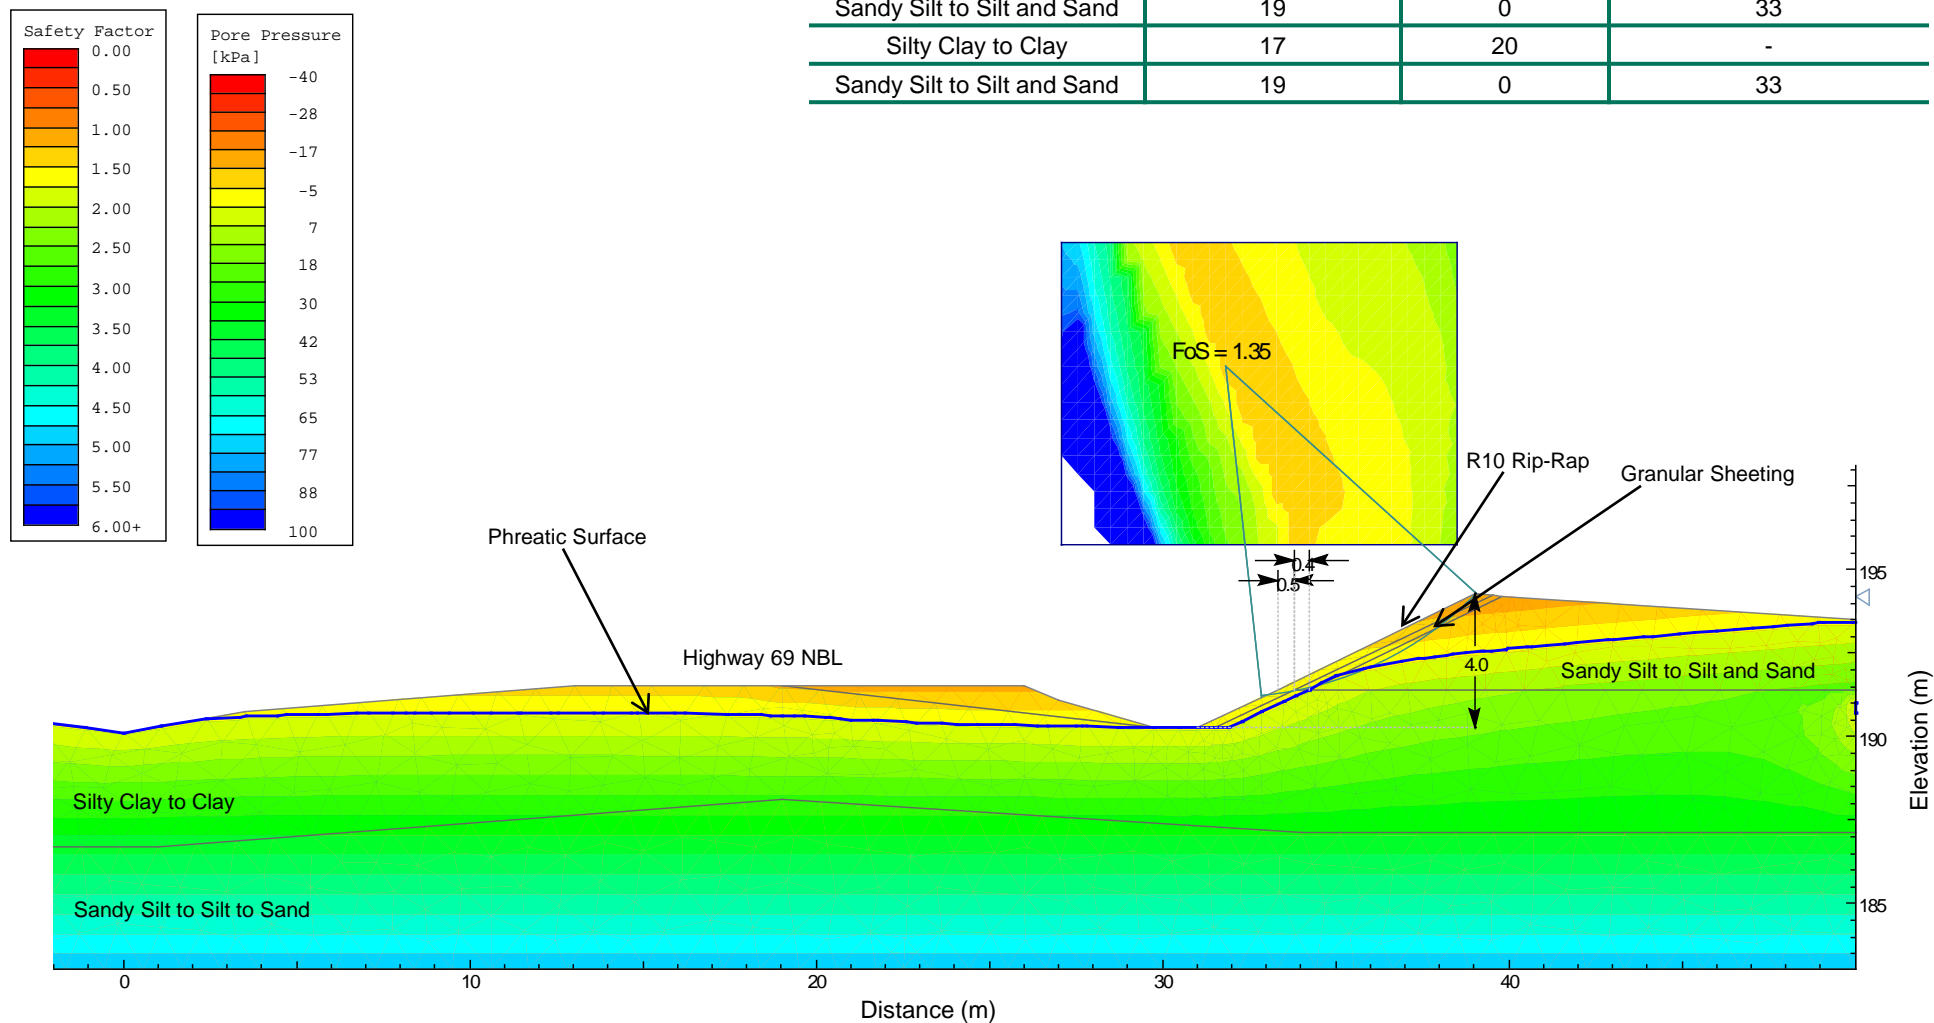 Sandy Silt to Silt and Sand 19 0 33
Silty Clay to Clay 17 20 -
Sandy Silt to Silt and Sand 19 0 33
Safety Factor
0.00
0.50
1.00
1.50
2.00
2.50
3.00
3.50
4.00
4.50
5.00
5.50
6.00+
Pore Pressure
[kPa]
-40
-28
-17
-5
7
18
30
42
53
65
77
88
100
FoS = 1.35
R10 Rip-Rap
Granular Sheeting
Phreatic Surface
0.4
0.5
Highway 69 NBL
4.0
Sandy Silt to Silt and Sand
Silty Clay to Clay
Sandy Silt to Silt to Sand
195
190
185
Elevation (m)
0 10 20 30 40
Distance (m)